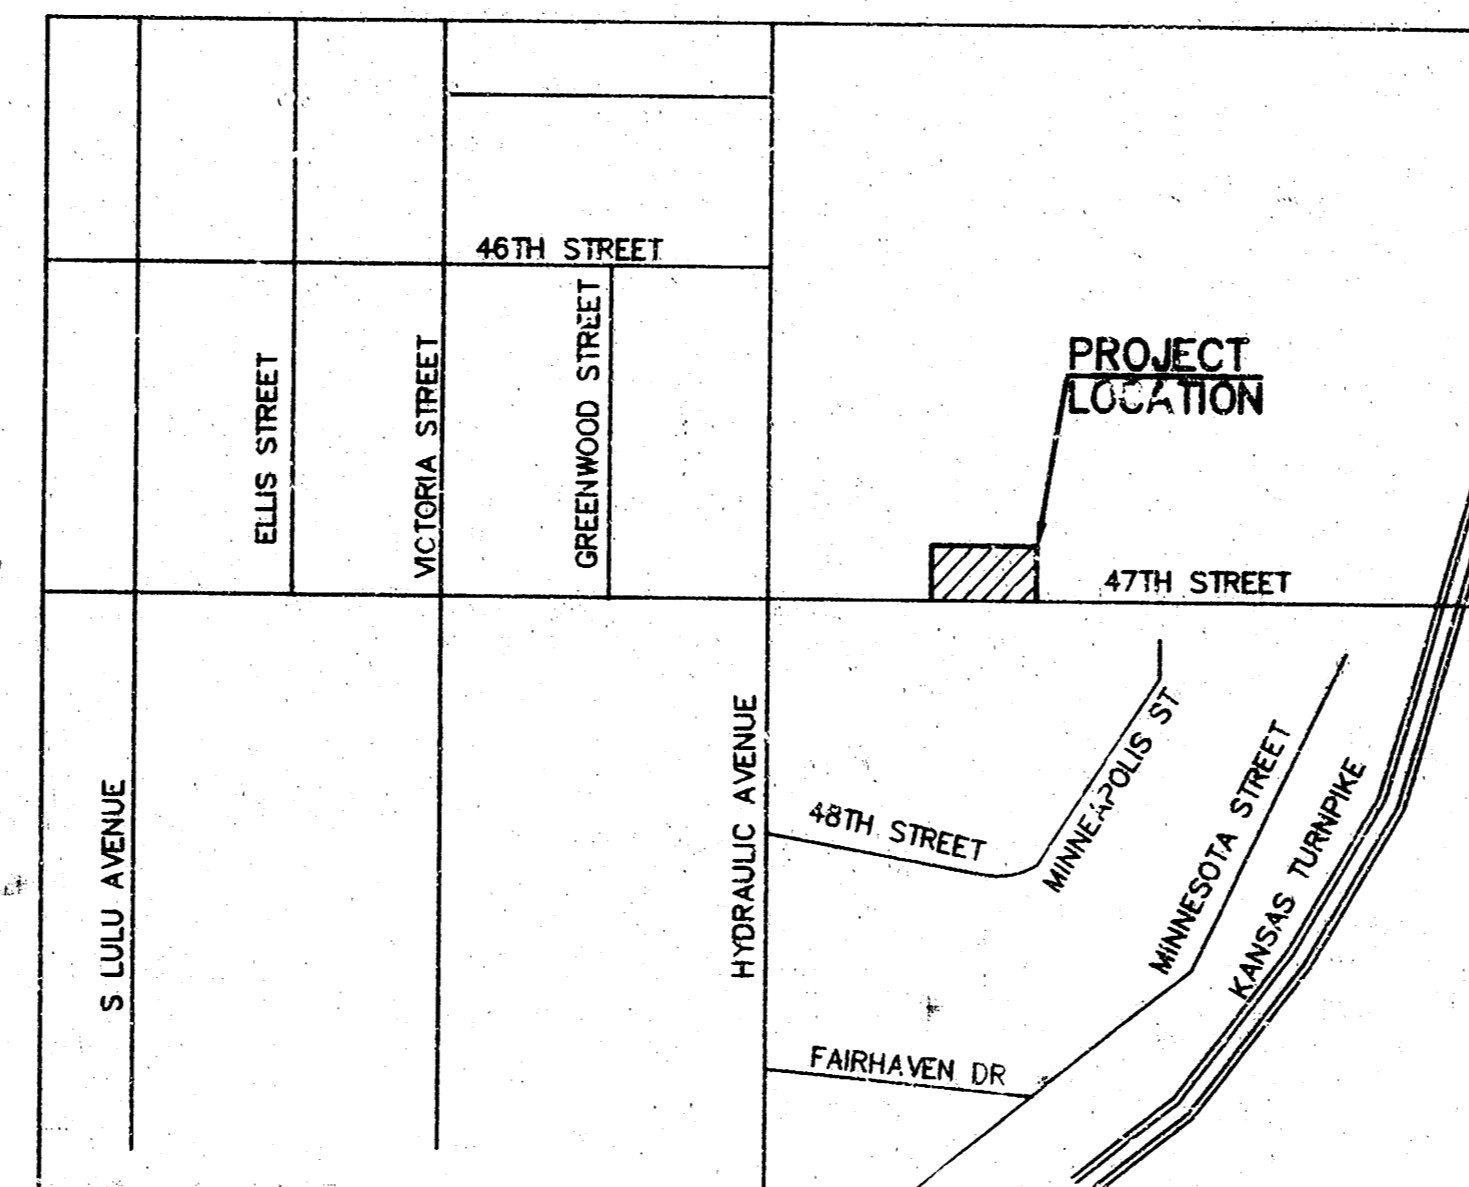 46TH STREET
GREENWOOD STREET
ELLIS STREET
VICTORIA STREET
PROJECT
LOCATION
47TH STREET
HYDRAULIC AVENUE
S LULU AVENUE
MINNEAPOLIS ST
48TH STREET
MINNESOTA STREET
KANSAS TURNPIKE
FAIRHAVEN DR